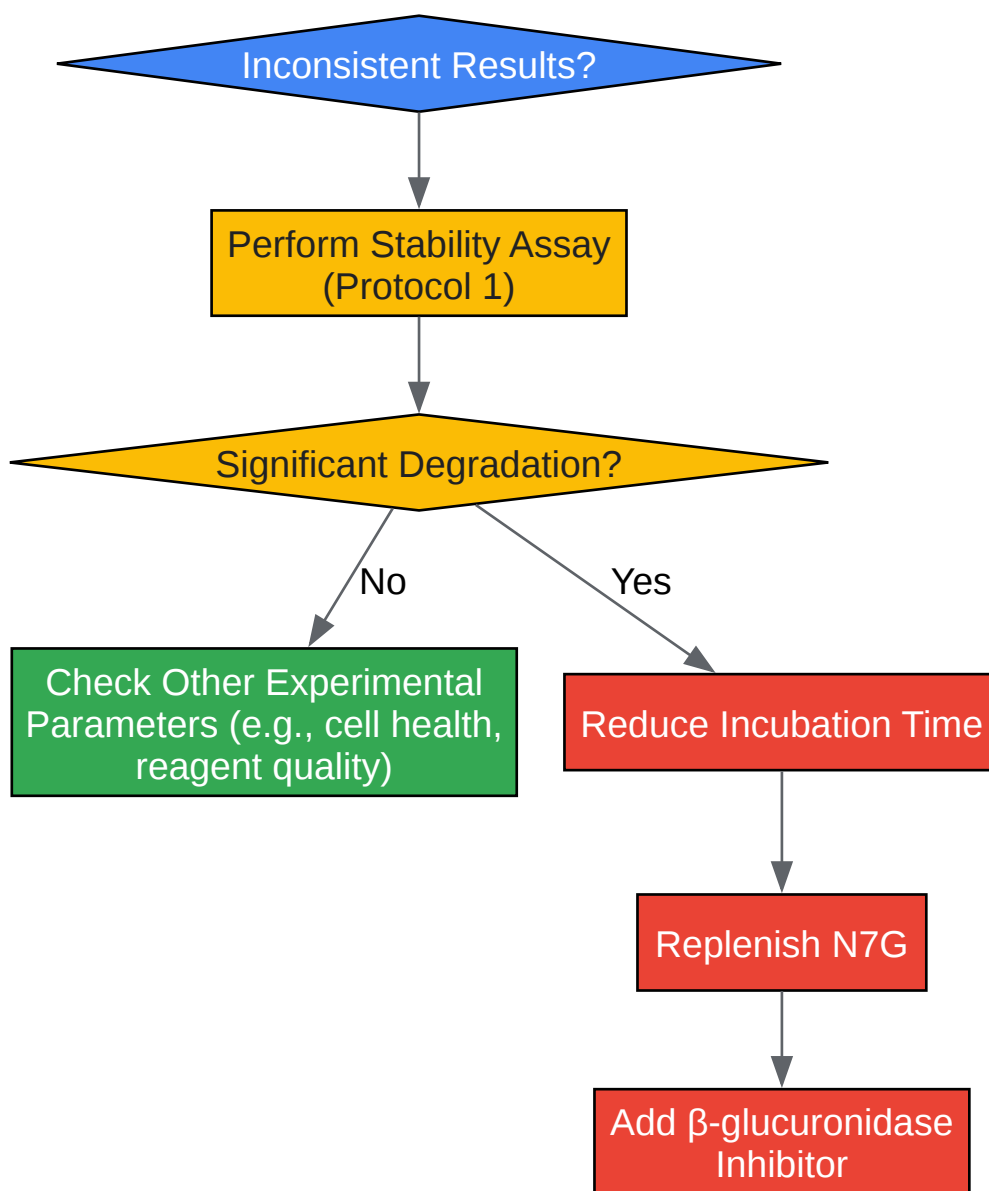 Inconsistent Results?
Perform Stability Assay
(Protocol 1)
Significant Degradation?
No
Yes
Check Other Experimental
Parameters (e.g., cell health,
reagent quality)
Reduce Incubation Time
Replenish N7G
Add β-glucuronidase
Inhibitor